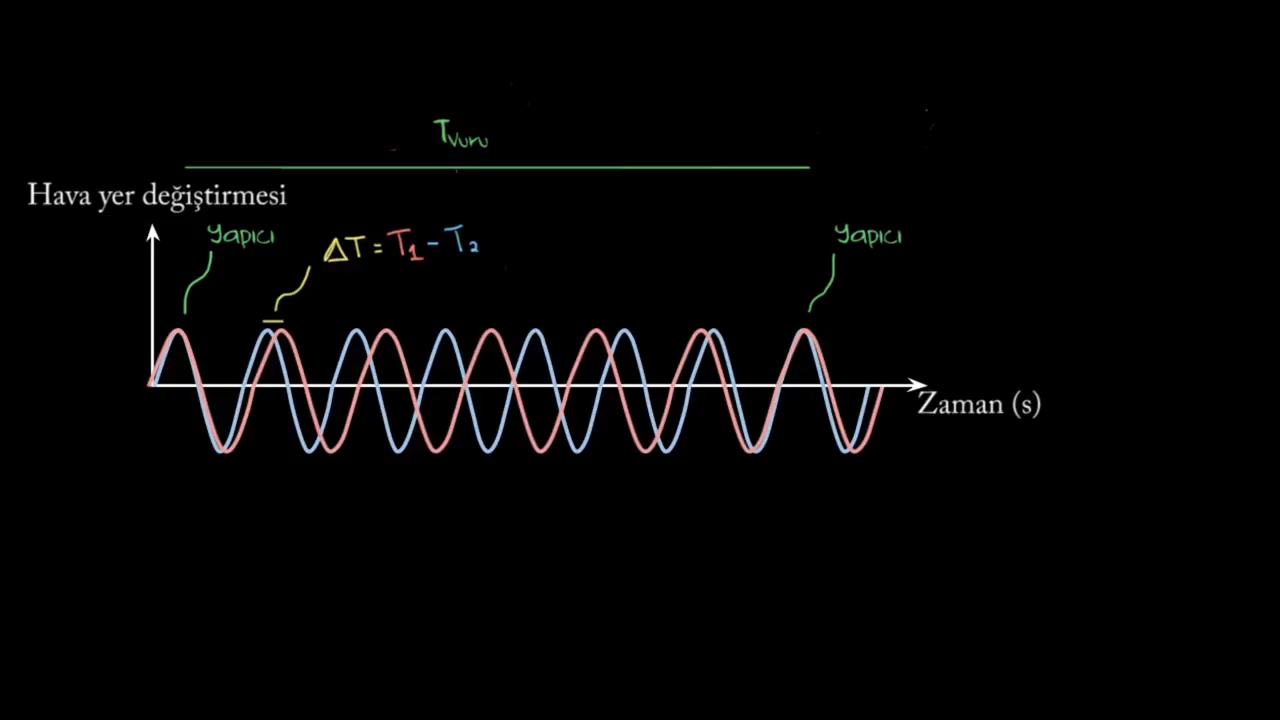 Tvuru
Hava yer değiştirmesi
Yapıcı
ΔT = T₁ - T₂
Yapıcı
Zaman (s)